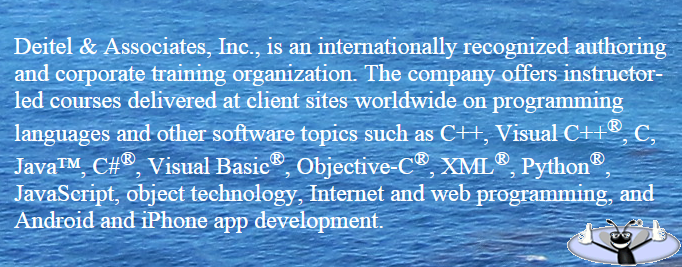 Deitel & Associates, Inc., is an internationally recognized authoring
and corporate training organization. The company offers instructor-
led courses delivered at client sites worldwide on programming
languages and other software topics such as C++, Visual C++®, C,
Java™, C#®, Visual Basic®, Objective-C®, XML®, Python®,
JavaScript, object technology, Internet and web programming, and
Android and iPhone app development.